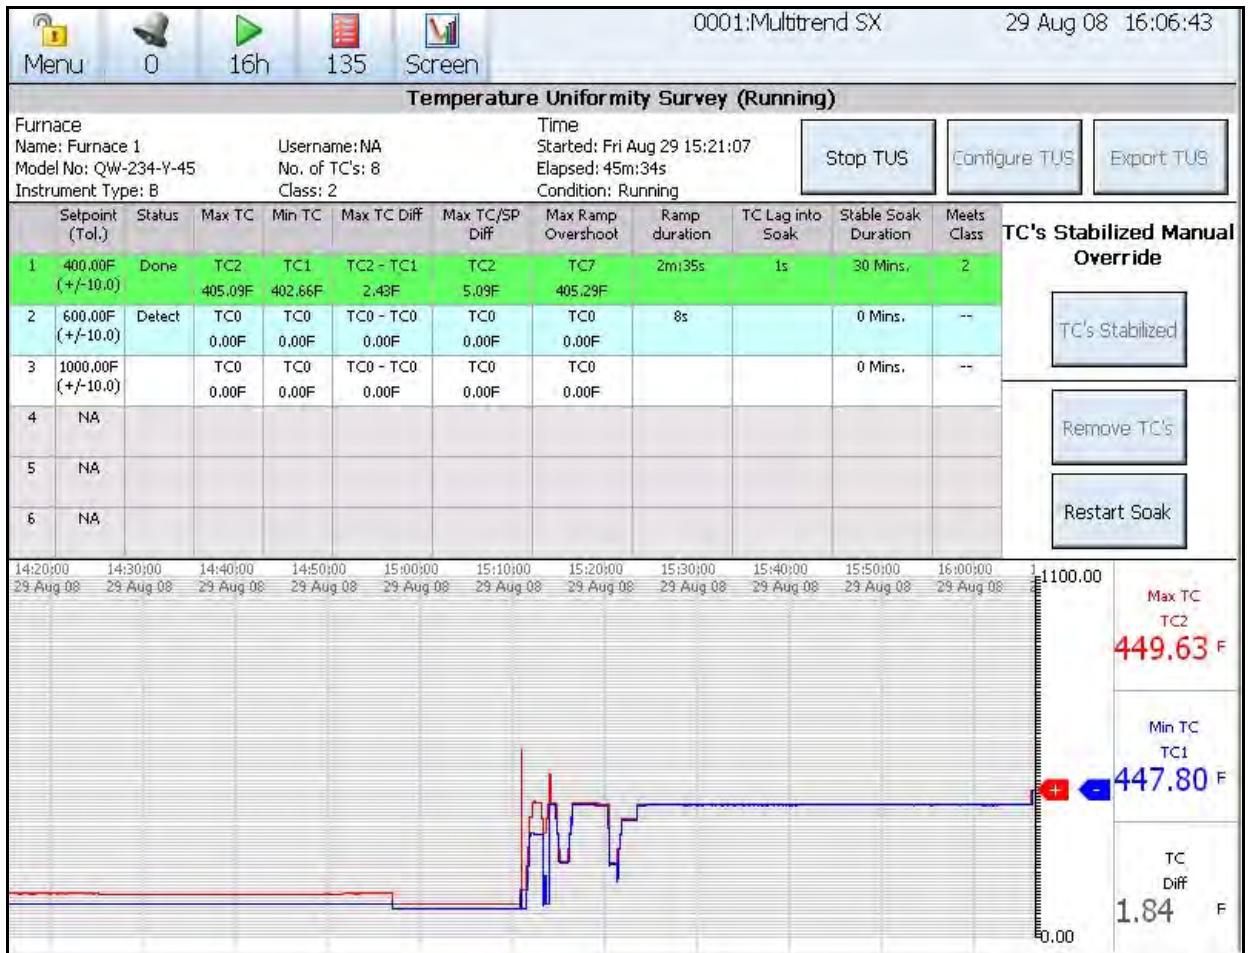 0001:Multitrend SX 29 Aug 08 16:06:43
Menu 0 16h 135 Screen
Temperature Uniformity Survey (Running)
Furnace Time
Name: Furnace 1 Username:NA Started: Fri Aug 29 15:21:07
Model No: QW-234-Y-45 No. of TC's: 8 Elapsed: 45m:34s
Instrument Type: B Class: 2 Condition: Running
Stop TUS Configure TUS Export TUS
Setpoint (Tol.) Status Max TC Min TC Max TC Diff Max TC/SP Diff Max Ramp Overshoot Ramp duration TC Lag into Soak Stable Soak Duration Meets Class
1 400.00F Done TC2 TC1 TC2 - TC1 TC2 TC7 2m:35s 1s 30 Mins. 2
(+/-10.0) 405.09F 402.66F 2.43F 5.09F 405.29F
2 600.00F Detect TC0 TC0 TC0 - TC0 TC0 TC0 8s 0 Mins. --
(+/-10.0) 0.00F 0.00F 0.00F 0.00F 0.00F
3 1000.00F TC0 TC0 TC0 - TC0 TC0 TC0 0 Mins. --
(+/-10.0) 0.00F 0.00F 0.00F 0.00F 0.00F
4 NA
5 NA
6 NA
TC's Stabilized Manual
Override
TC's Stabilized
Remove TC's
Restart Soak
14:20:00 14:30:00 14:40:00 14:50:00 15:00:00 15:10:00 15:20:00 15:30:00 15:40:00 15:50:00 16:00:00
29 Aug 08 29 Aug 08 29 Aug 08 29 Aug 08 29 Aug 08 29 Aug 08 29 Aug 08 29 Aug 08 29 Aug 08 29 Aug 08 29 Aug 08
1100.00
Max TC
TC2
449.63 F
Min TC
TC1
+ - 447.80 F
TC
Diff
1.84 F
0.00